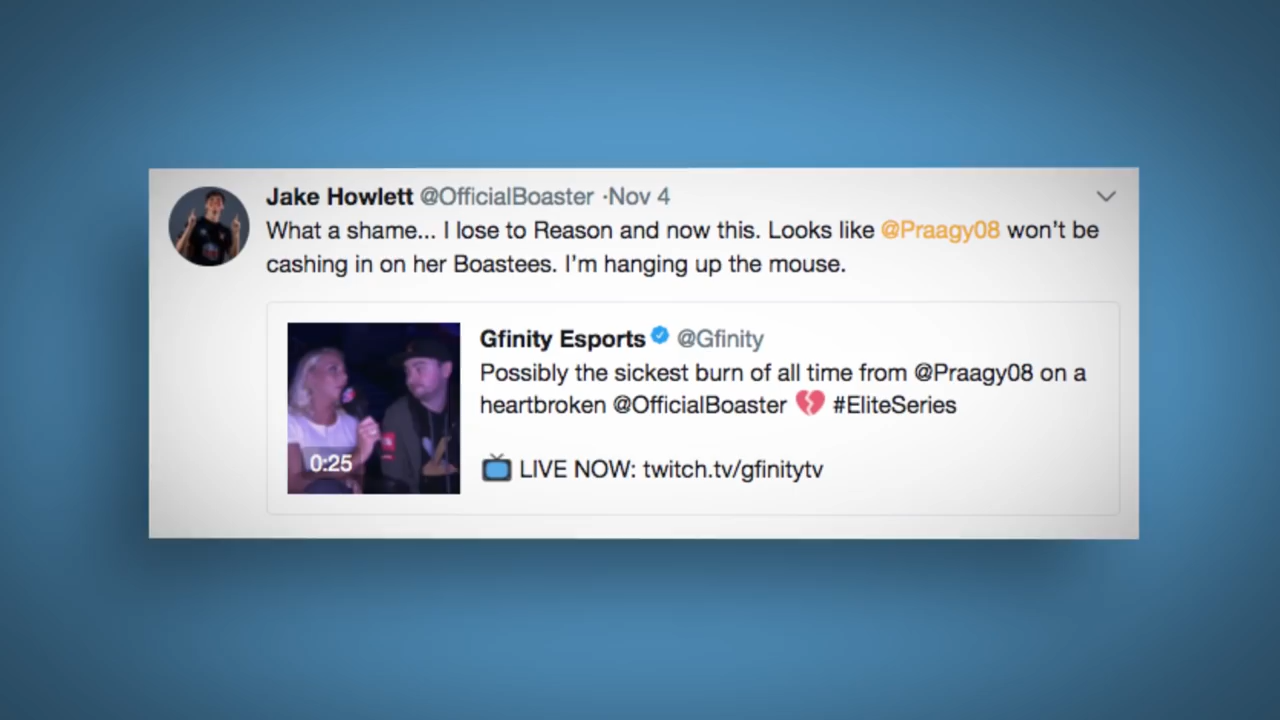 Jake Howlett @OfficialBoaster ·Nov 4
What a shame... I lose to Reason and now this. Looks like @Praagy08 won't be
cashing in on her Boastees. I'm hanging up the mouse.
Gfinity Esports @Gfinity
Possibly the sickest burn of all time from @Praagy08 on a
heartbroken @OfficialBoaster 💔 #EliteSeries
📺 LIVE NOW: twitch.tv/gfinitytv
0:25